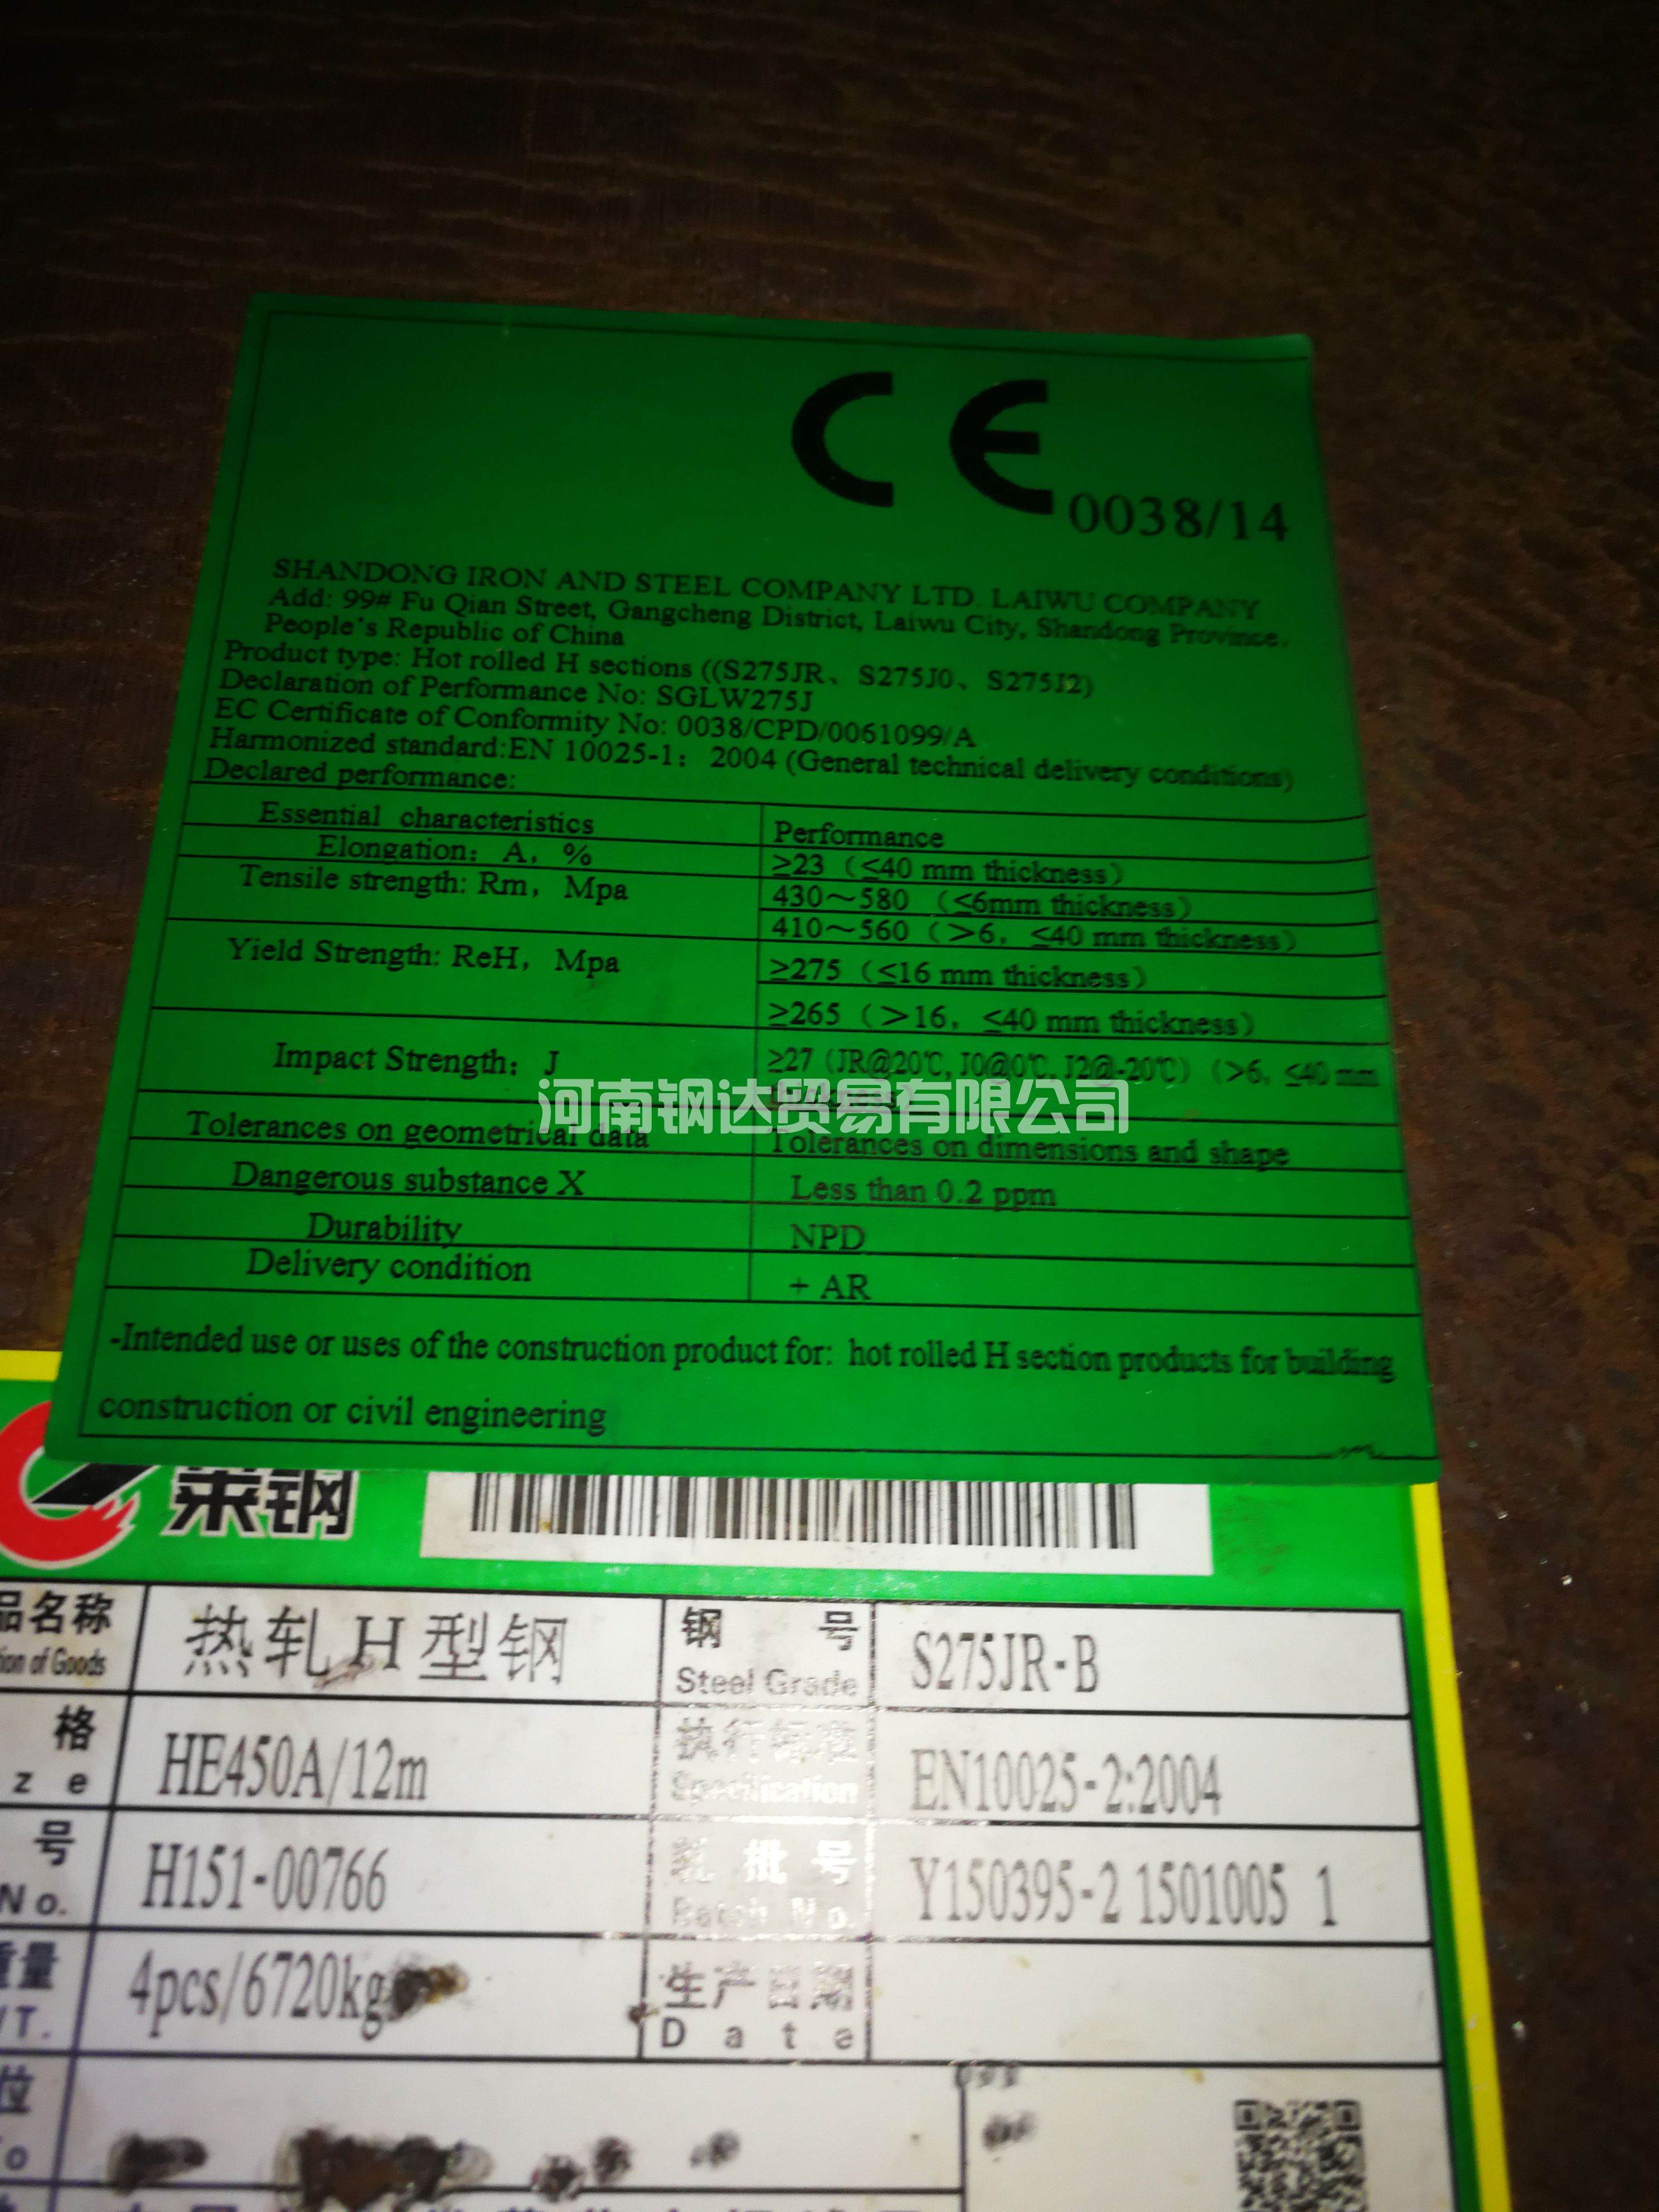 CE
0038/14
SHANDONG IRON AND STEEL COMPANY LTD. LAIWU COMPANY
Add: 99# Fu Qian Street, Gangcheng District, Laiwu City, Shandong Province,
People's Republic of China
Product type: Hot rolled H sections ((S275JR、S275J0、S275J2)
Declaration of Performance No: SGLW275J
EC Certificate of Conformity No: 0038/CPD/0061099/A
Harmonized standard:EN 10025-1：2004 (General technical delivery conditions)
Declared performance:
Essential characteristics Performance
Elongation：A，% ≥23（≤40 mm thickness）
Tensile strength: Rm，Mpa 430～580（≤6mm thickness）
410～560（>6，≤40 mm thickness）
Yield Strength: ReH，Mpa ≥275（≤16 mm thickness）
≥265（>16，≤40 mm thickness）
Impact Strength：J ≥27（JR@20℃, J0@0℃, J2@-20℃）（>6, ≤40 mm
河南钢达贸易有限公司
Tolerances on geometrical data Tolerances on dimensions and shape
Dangerous substance X Less than 0.2 ppm
Durability NPD
Delivery condition + AR
-Intended use or uses of the construction product for: hot rolled H section products for building
construction or civil engineering
莱钢
品名称 热轧H型钢 钢号 S275JR-B
of Goods Steel Grade
格 HE450A/12m 执行标准 EN10025-2:2004
ze Specification
号 H151-00766 轧批号 Y150395-2 1501005 1
No. Batch No.
重量 4pcs/6720kg 生产日期
T. Date
位